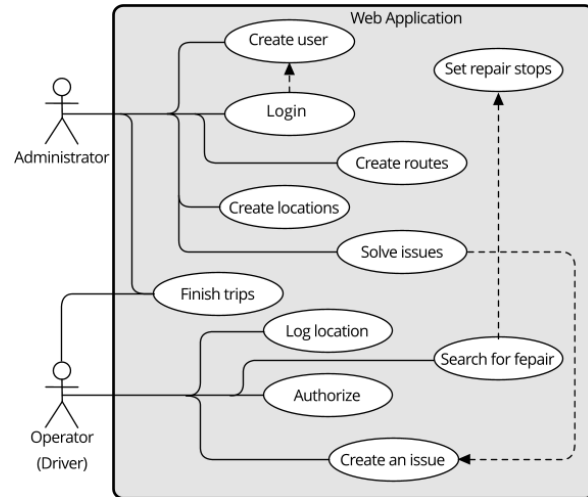 Web Application
Create user
Set repair stops
Login
Administrator
Create routes
Create locations
Solve issues
Finish trips
Log location
Search for fepair
Authorize
Operator
(Driver)
Create an issue